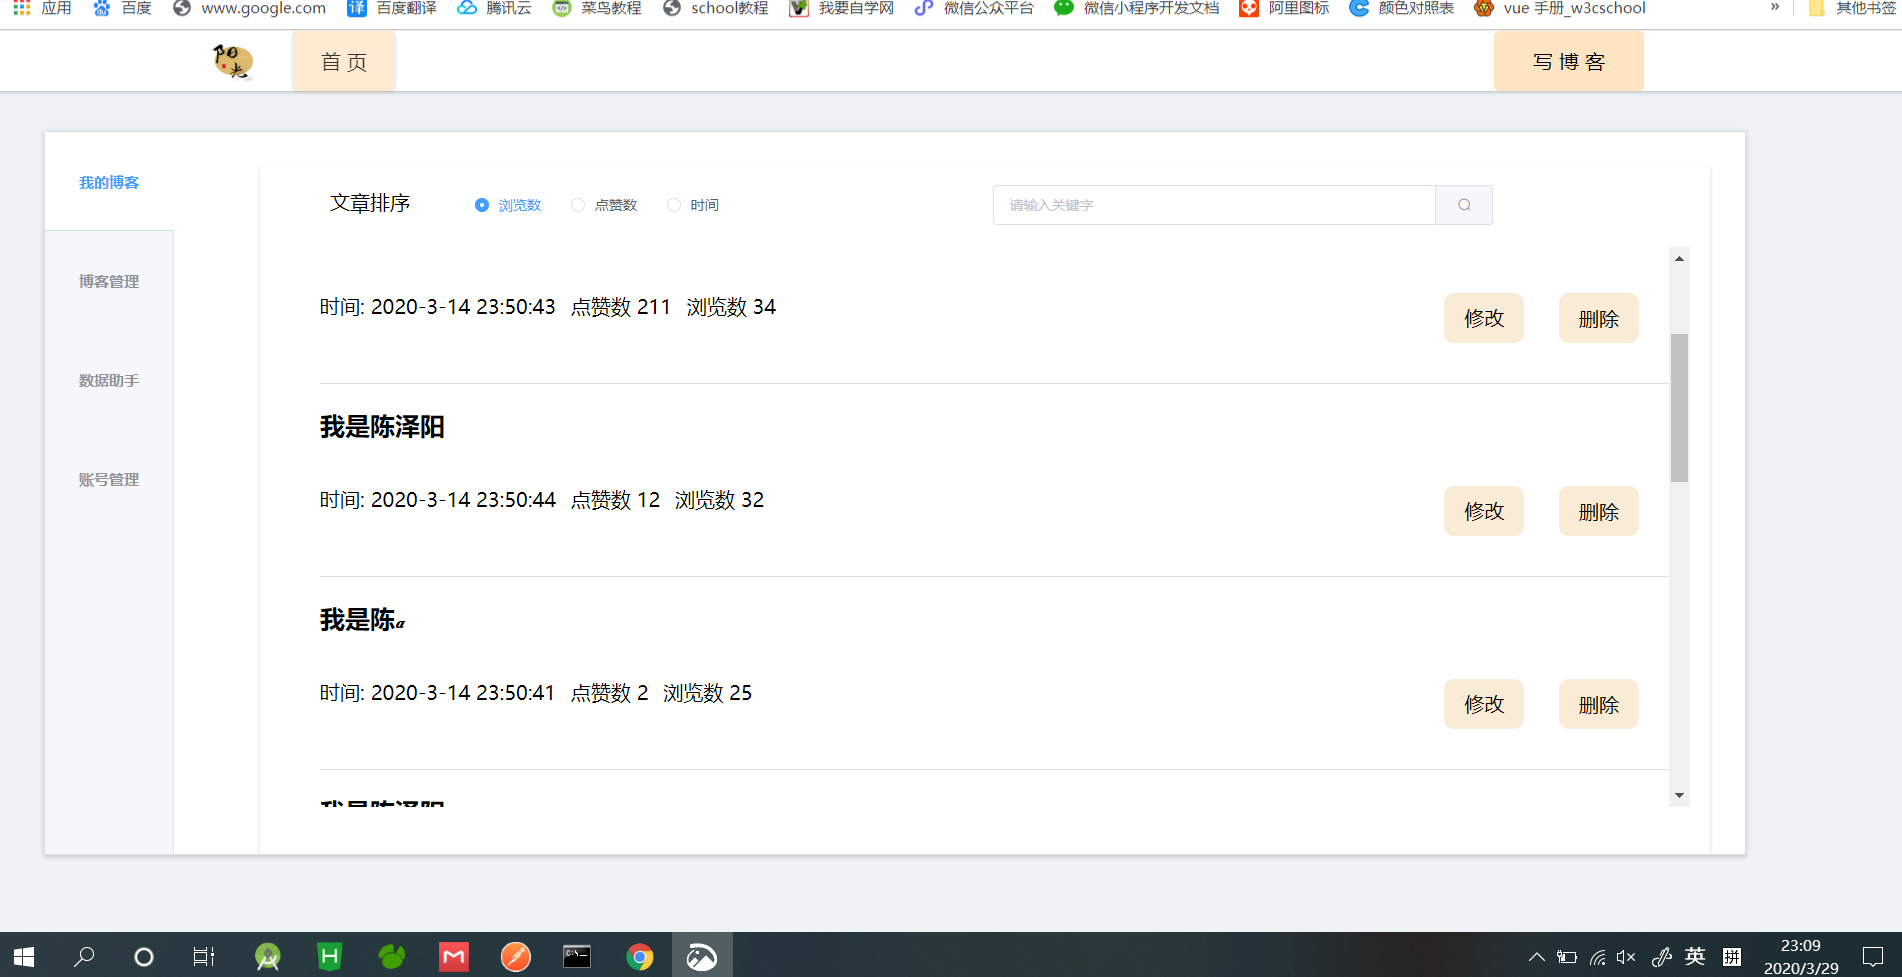 应用 百度 www.google.com 译 百度翻译 腾讯云 菜鸟教程 school教程 我要自学网 微信公众平台 微信小程序开发文档 阿里图标 颜色对照表 vue 手册_w3cschool » 其他书签
阳光 首 页 写 博 客
我的博客
博客管理
数据助手
账号管理
文章排序 浏览数 点赞数 时间 请输入关键字
时间: 2020-3-14 23:50:43 点赞数 211 浏览数 34 修改 删除
我是陈泽阳
时间: 2020-3-14 23:50:44 点赞数 12 浏览数 32 修改 删除
我是陈a
时间: 2020-3-14 23:50:41 点赞数 2 浏览数 25 修改 删除
我是陈泽阳
英 拼 23:09
2020/3/29